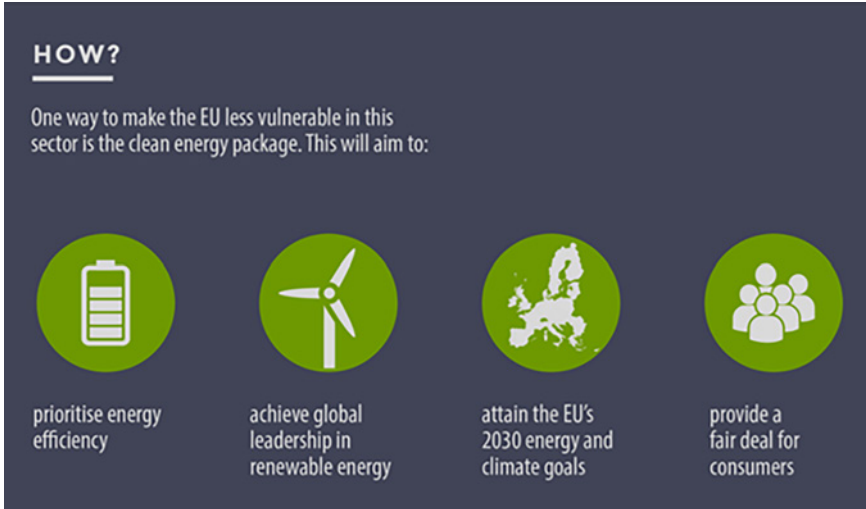 HOW?
One way to make the EU less vulnerable in this
sector is the clean energy package. This will aim to:
prioritise energy
efficiency
achieve global
leadership in
renewable energy
attain the EU's
2030 energy and
climate goals
provide a
fair deal for
consumers